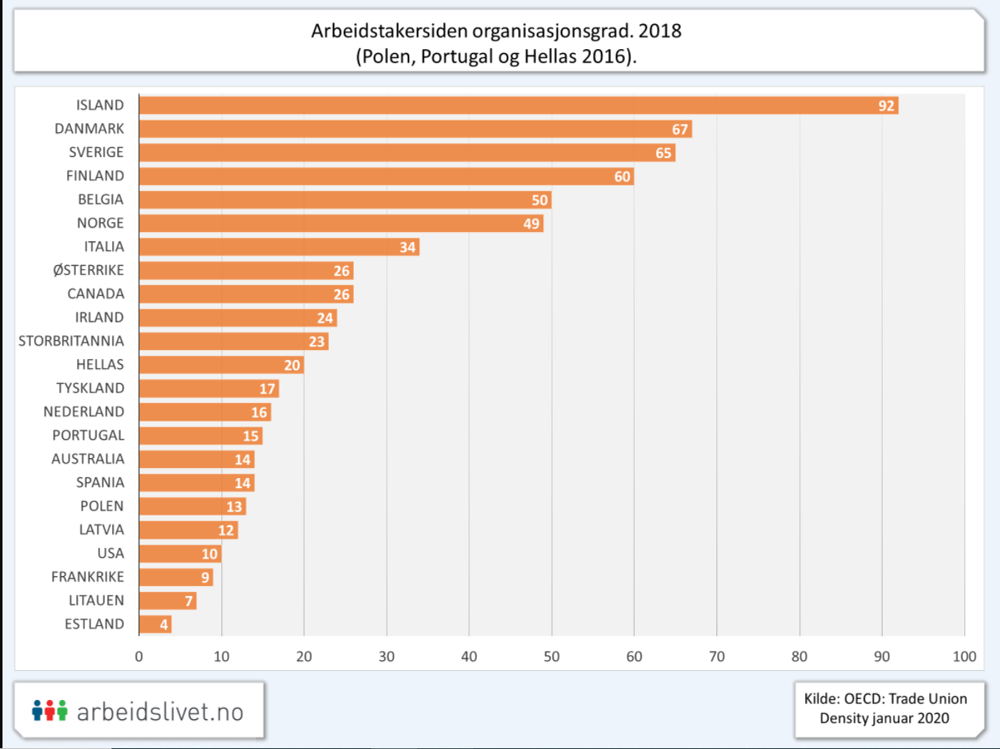 Arbeidstakersiden organisasjonsgrad. 2018
(Polen, Portugal og Hellas 2016).
ISLAND 92
DANMARK 67
SVERIGE 65
FINLAND 60
BELGIA 50
NORGE 49
ITALIA 34
ØSTERRIKE 26
CANADA 26
IRLAND 24
STORBRITANNIA 23
HELLAS 20
TYSKLAND 17
NEDERLAND 16
PORTUGAL 15
AUSTRALIA 14
SPANIA 14
POLEN 13
LATVIA 12
USA 10
FRANKRIKE 9
LITAUEN 7
ESTLAND 4
0 10 20 30 40 50 60 70 80 90 100
arbeidslivet.no
Kilde: OECD: Trade Union
Density januar 2020